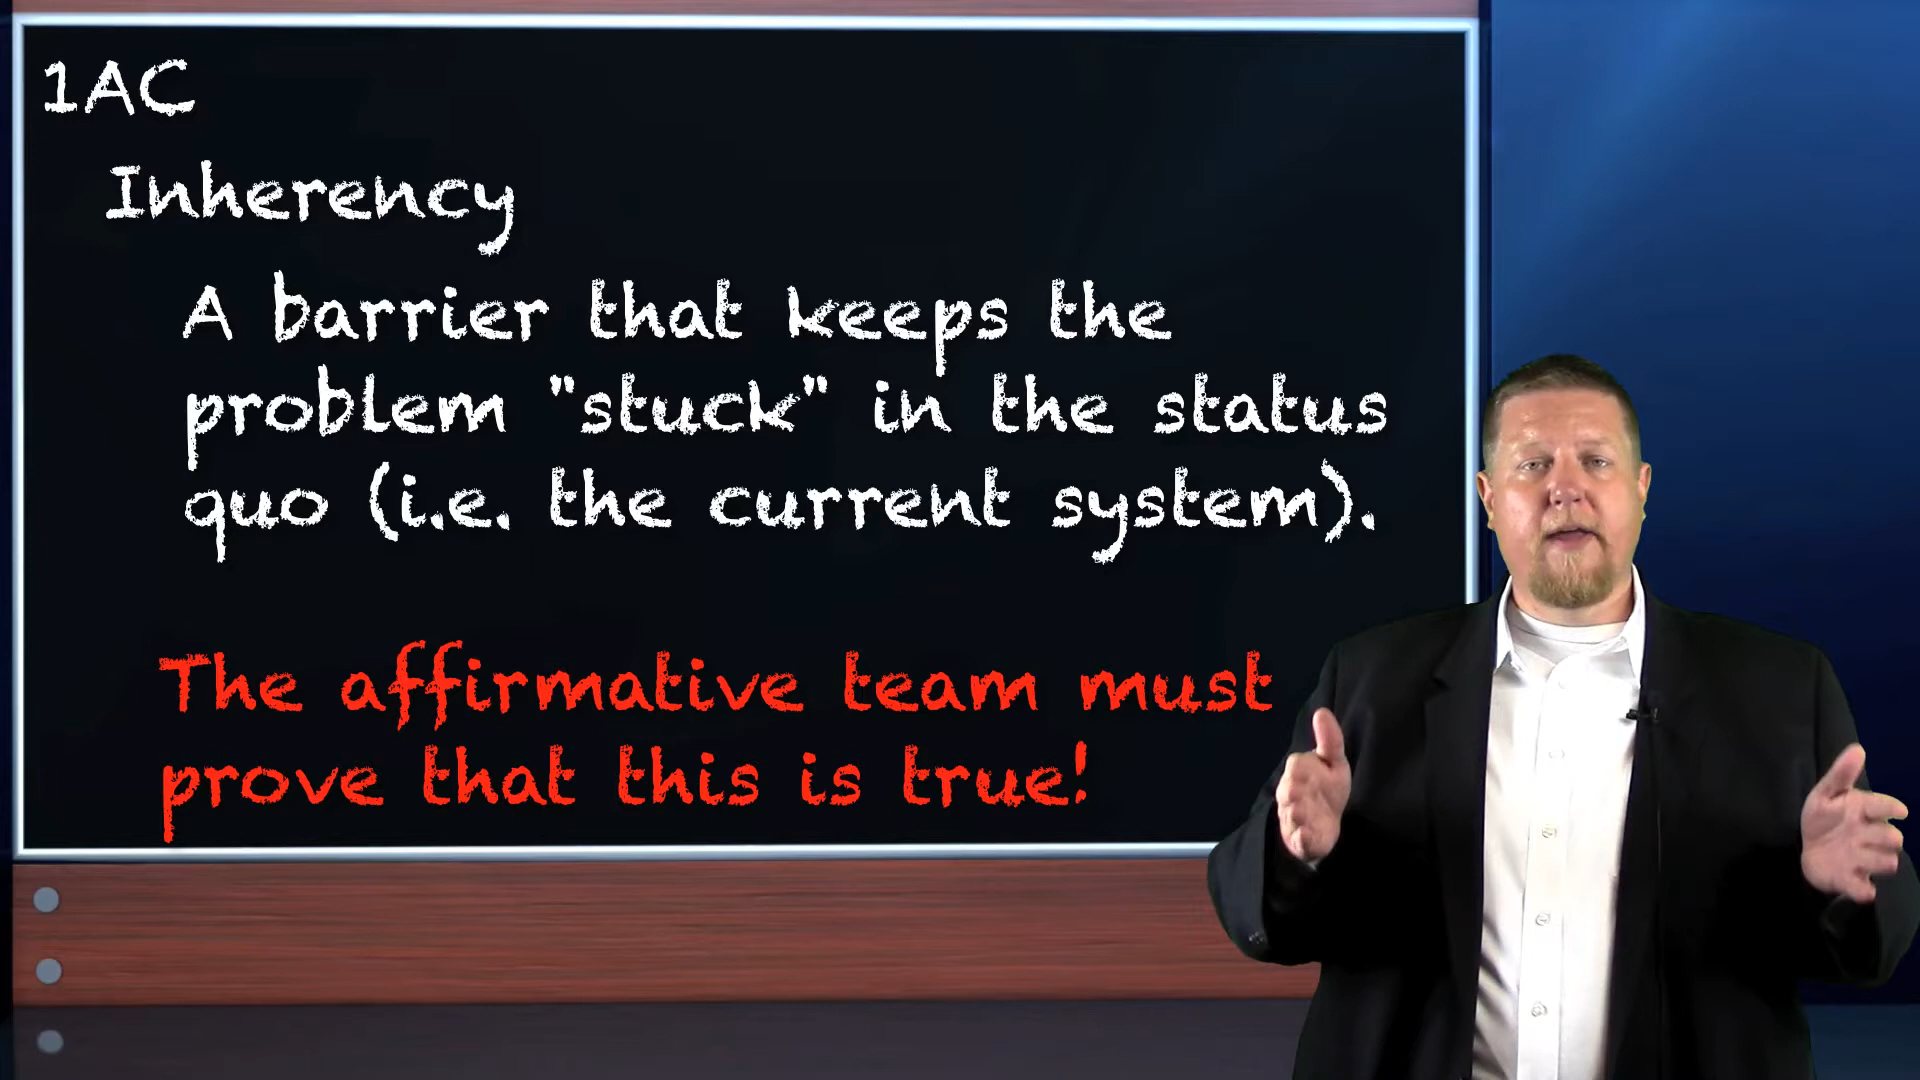 1AC
Inherency
A barrier that keeps the
problem "stuck" in the status
quo (i.e. the current system).
The affirmative team must
prove that this is true!